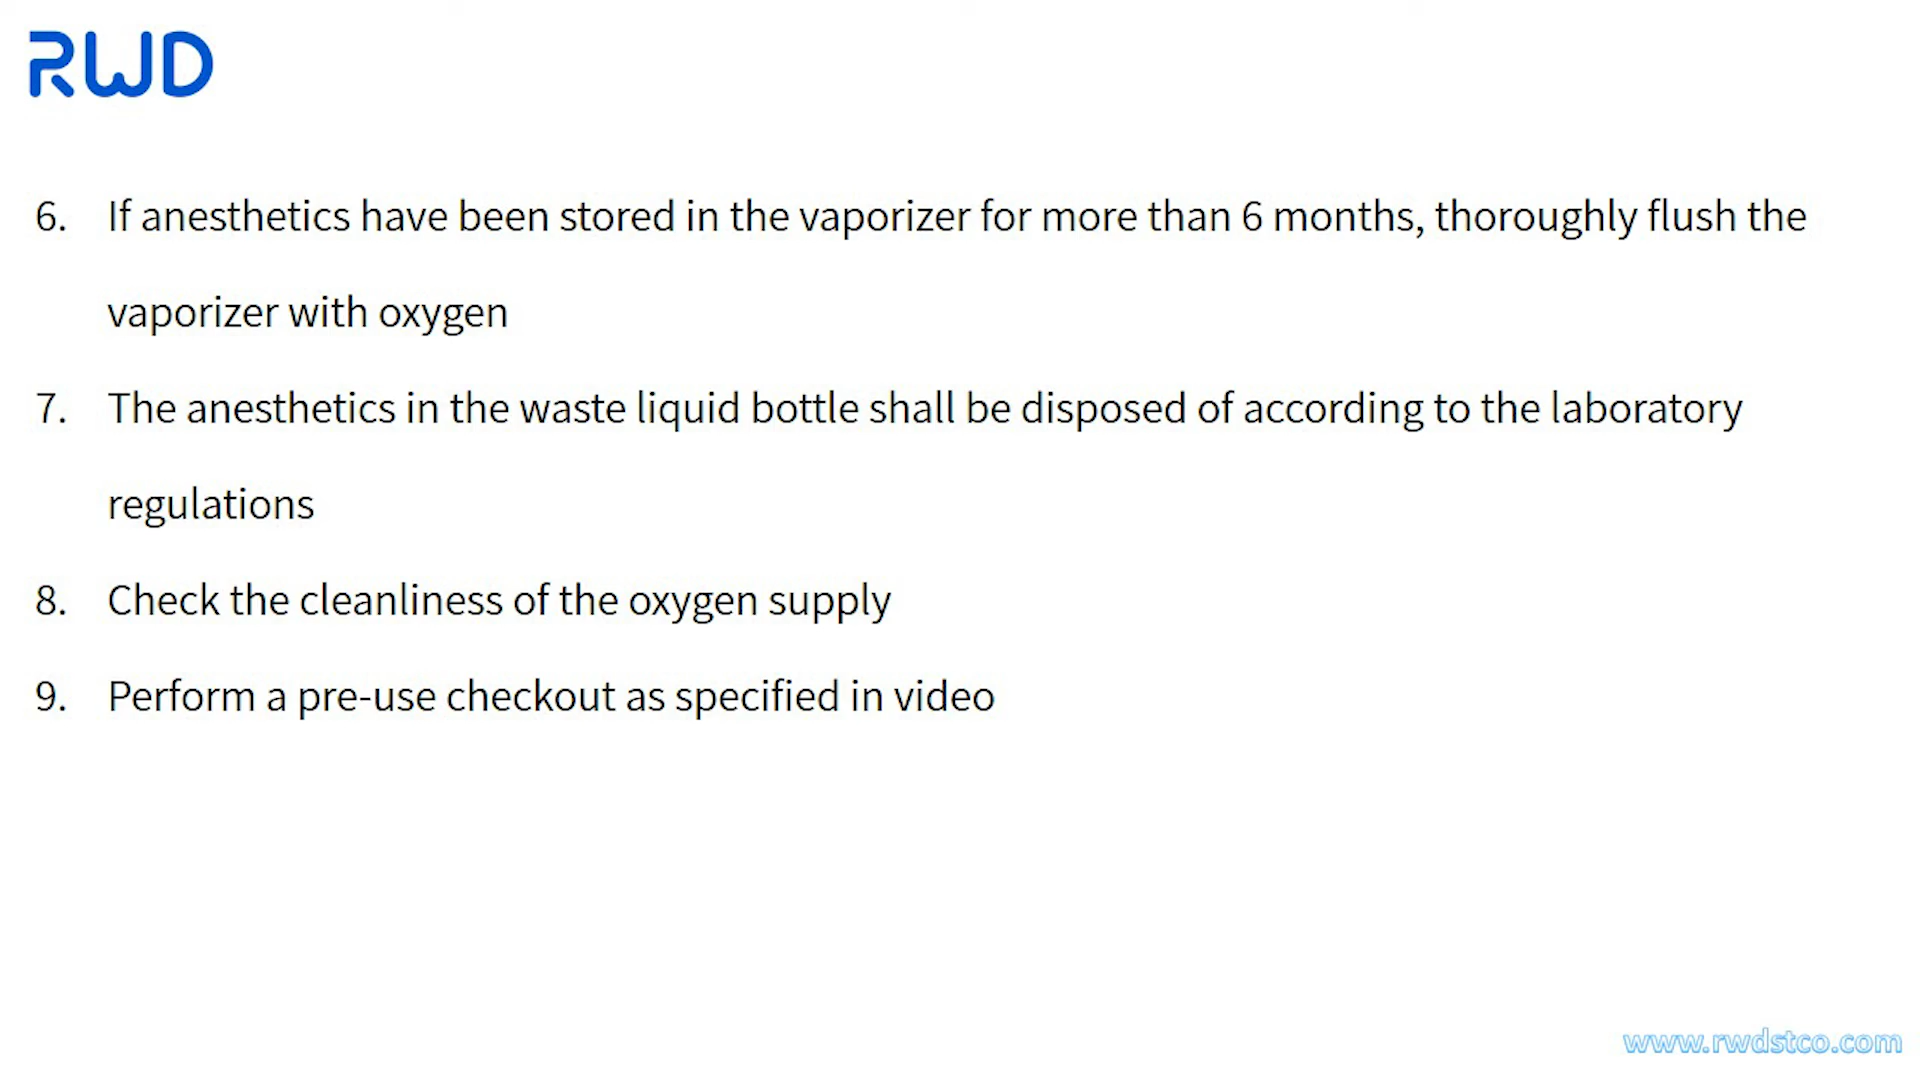 RWD
6. If anesthetics have been stored in the vaporizer for more than 6 months, thoroughly flush the
vaporizer with oxygen
7. The anesthetics in the waste liquid bottle shall be disposed of according to the laboratory
regulations
8. Check the cleanliness of the oxygen supply
9. Perform a pre-use checkout as specified in video
www.rwdstco.com